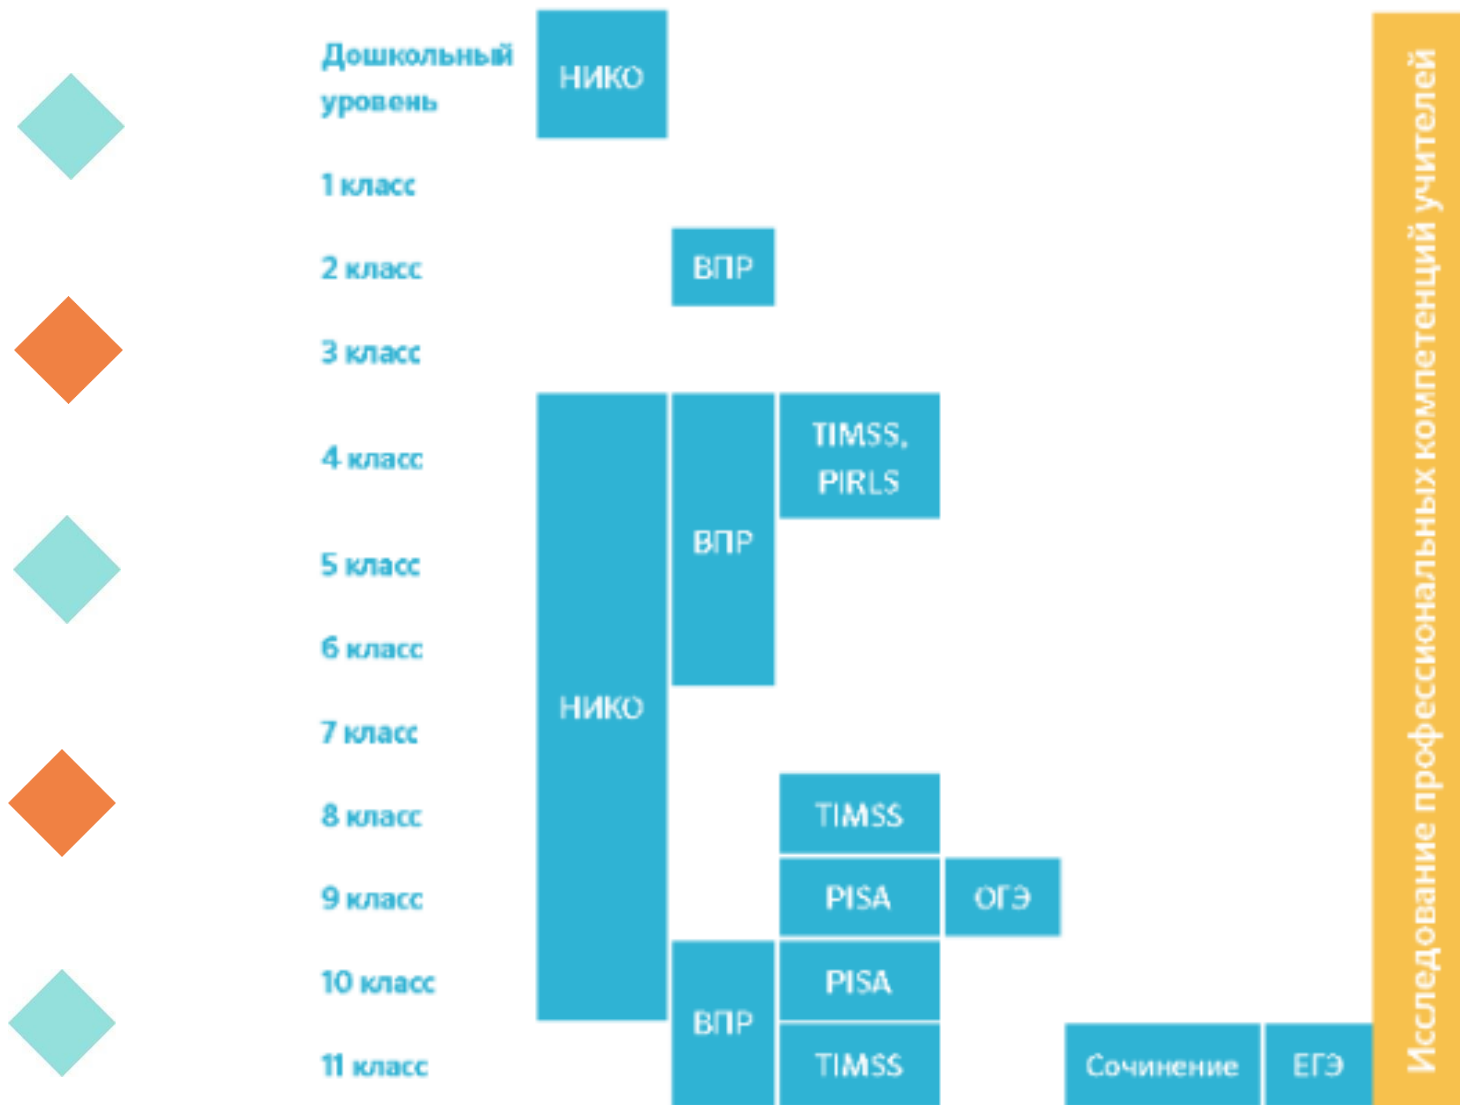 Дошкольный
уровень
НИКО
1 класс
2 класс
ВПР
3 класс
4 класс
TIMSS,
PIRLS
ВПР
5 класс
6 класс
НИКО
7 класс
8 класс
TIMSS
9 класс
PISA
ОГЭ
10 класс
PISA
ВПР
11 класс
TIMSS
Сочинение
ЕГЭ
Исследование профессиональных компетенций учителей